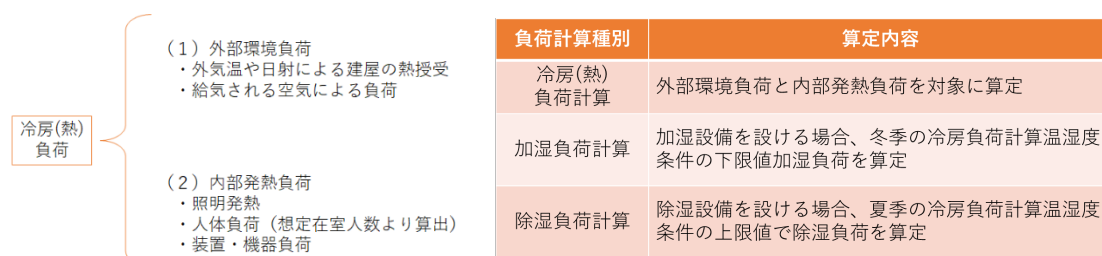 冷房(熱)
負荷
（１）外部環境負荷
・外気温や日射による建屋の熱授受
・給気される空気による負荷
（２）内部発熱負荷
・照明発熱
・人体負荷（想定在室人数より算出）
・装置・機器負荷
負荷計算種別
算定内容
冷房(熱)
負荷計算
外部環境負荷と内部発熱負荷を対象に算定
加湿負荷計算
加湿設備を設ける場合、冬季の冷房負荷計算温湿度
条件の下限値加湿負荷を算定
除湿負荷計算
除湿設備を設ける場合、夏季の冷房負荷計算温湿度
条件の上限値で除湿負荷を算定